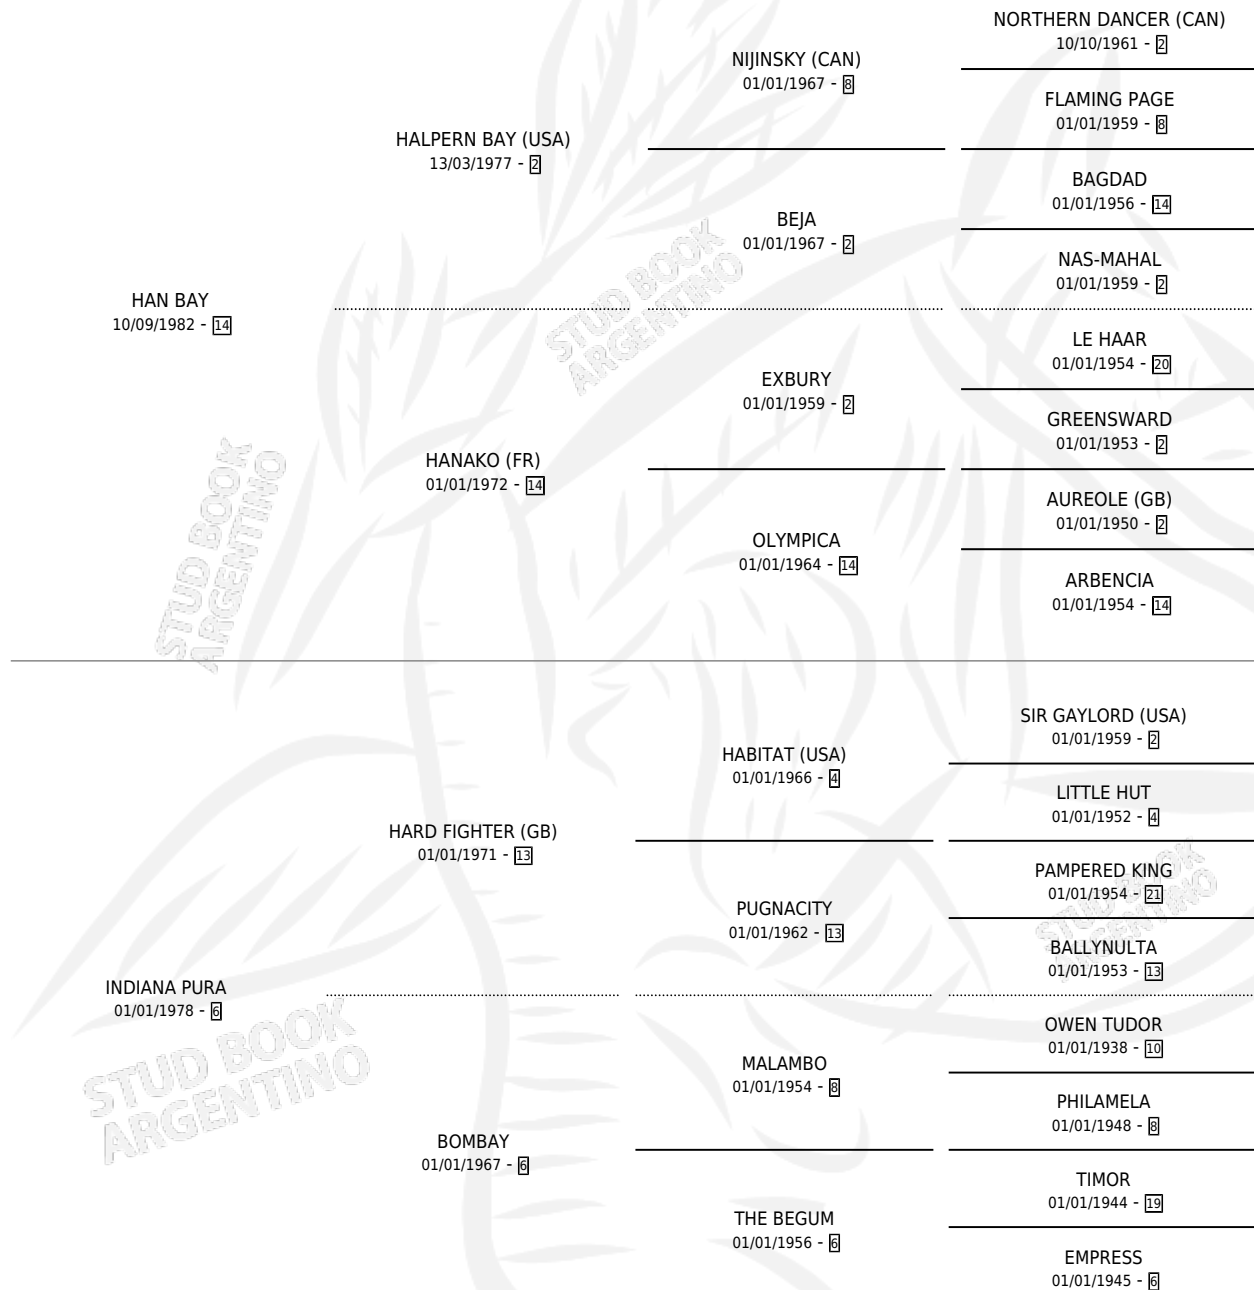 NORTHERN DANCER (CAN)
10/10/1961 - 2
NIJINSKY (CAN)
01/01/1967 - 8
FLAMING PAGE
01/01/1959 - 8
HALPERN BAY (USA)
13/03/1977 - 2
BAGDAD
01/01/1956 - 14
BEJA
01/01/1967 - 2
NAS-MAHAL
01/01/1959 - 2
HAN BAY
10/09/1982 - 14
LE HAAR
01/01/1954 - 20
EXBURY
01/01/1959 - 2
GREENSWARD
01/01/1953 - 2
HANAKO (FR)
01/01/1972 - 14
AUREOLE (GB)
01/01/1950 - 2
OLYMPICA
01/01/1964 - 14
ARBENCIA
01/01/1954 - 14
SIR GAYLORD (USA)
01/01/1959 - 2
HABITAT (USA)
01/01/1966 - 4
LITTLE HUT
01/01/1952 - 4
HARD FIGHTER (GB)
01/01/1971 - 13
PAMPERED KING
01/01/1954 - 21
PUGNACITY
01/01/1962 - 13
BALLYNULTA
01/01/1953 - 13
INDIANA PURA
01/01/1978 - 6
OWEN TUDOR
01/01/1938 - 10
MALAMBO
01/01/1954 - 8
PHILAMELA
01/01/1948 - 8
BOMBAY
01/01/1967 - 6
TIMOR
01/01/1944 - 19
THE BEGUM
01/01/1956 - 6
EMPRESS
01/01/1945 - 6
STUD BOOK
ARGENTINO
STUD BOOK
ARGENTINO
STUD BOOK
ARGENTINO
STUD BOOK
ARGENTINO